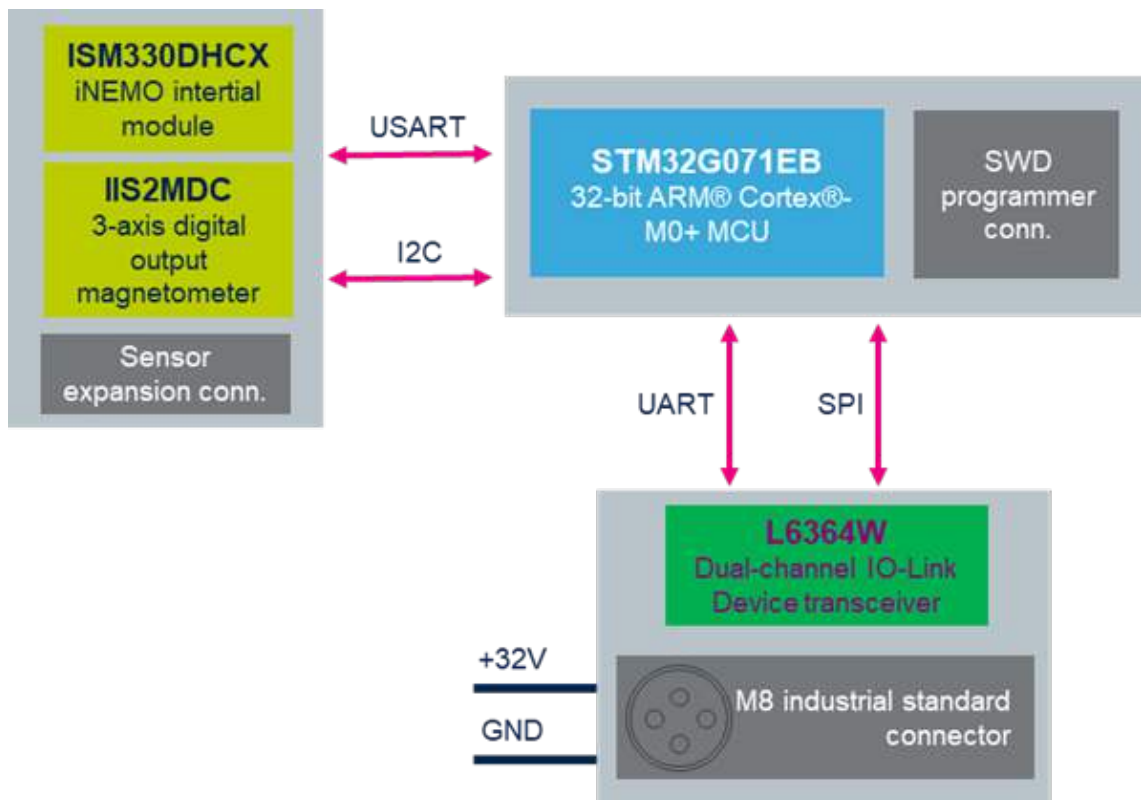 ISM330DHCX
iNEMO intertial
module
IIS2MDC
3-axis digital
output
magnetometer
Sensor
expansion conn.
USART
I2C
STM32G071EB
32-bit ARM® Cortex®-
M0+ MCU
SWD
programmer
conn.
UART
SPI
L6364W
Dual-channel IO-Link
Device transceiver
+32V
GND
M8 industrial standard
connector